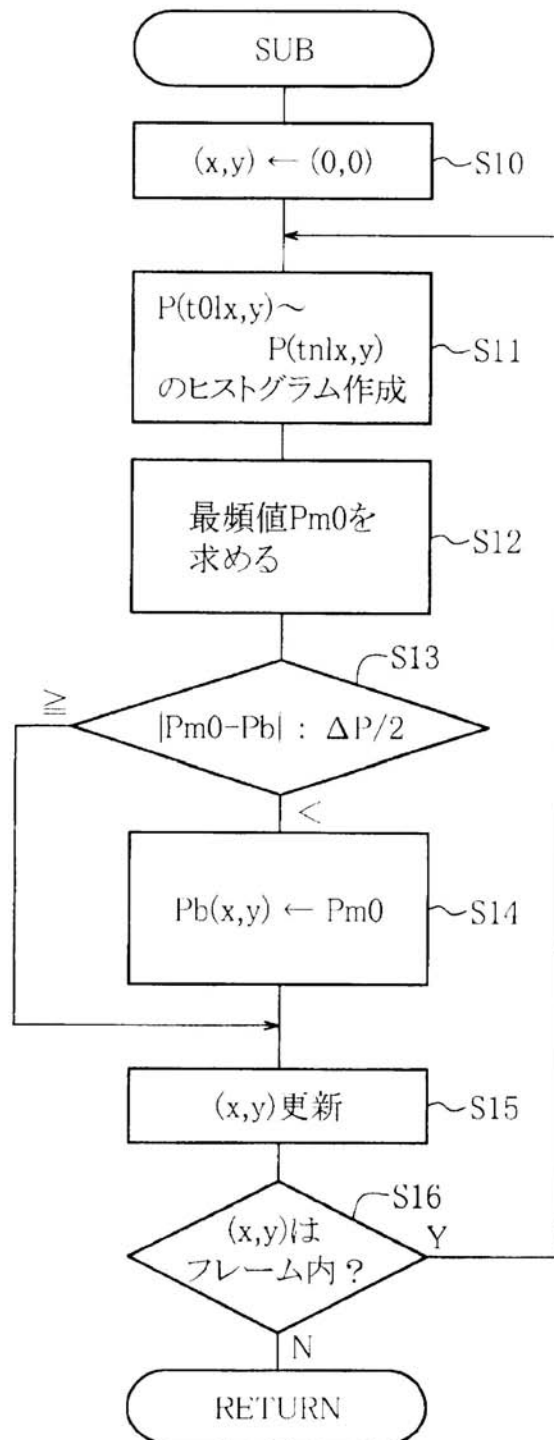 SUB
(x,y) ← (0,0)
S10
P(t0lx,y)～
P(tnlx,y)
のヒストグラム作成
S11
最頻値Pm0を
求める
S12
S13
≧
|Pm0-Pb| : ΔP/2
<
Pb(x,y) ← Pm0
S14
(x,y)更新
S15
S16
(x,y)は
フレーム内？
Y
N
RETURN